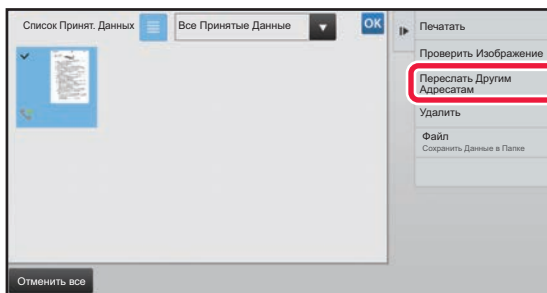 Список Принят. Данных
Все Принятые Данные
OK
Печатать
Проверить Изображение
Переслать Другим
Адресатам
Удалить
Файл
Сохранить Данные в Папке
Отменить все